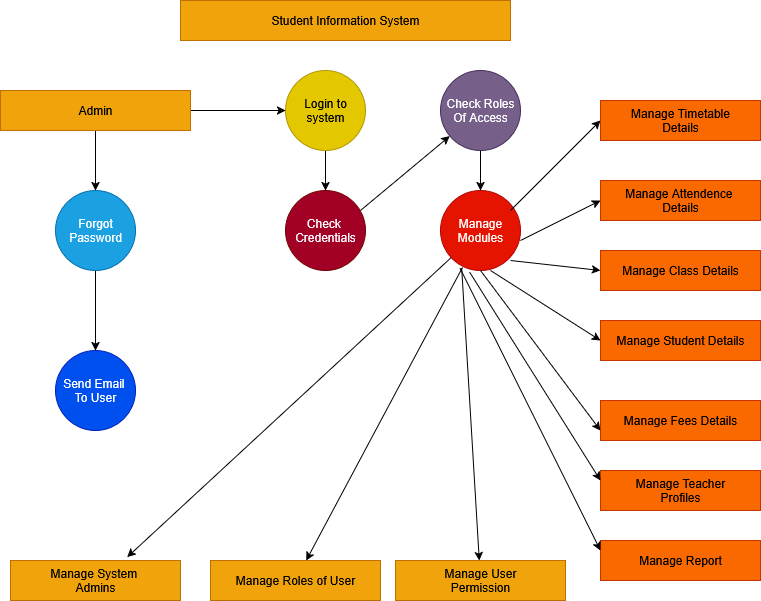 Student Information System
Admin
Login to
system
Check Roles
Of Access
Manage Timetable
Details
Forgot
Password
Check
Credentials
Manage
Modules
Manage Attendence
Details
Manage Class Details
Manage Student Details
Send Email
To User
Manage Fees Details
Manage Teacher
Profiles
Manage Report
Manage System
Admins
Manage Roles of User
Manage User
Permission